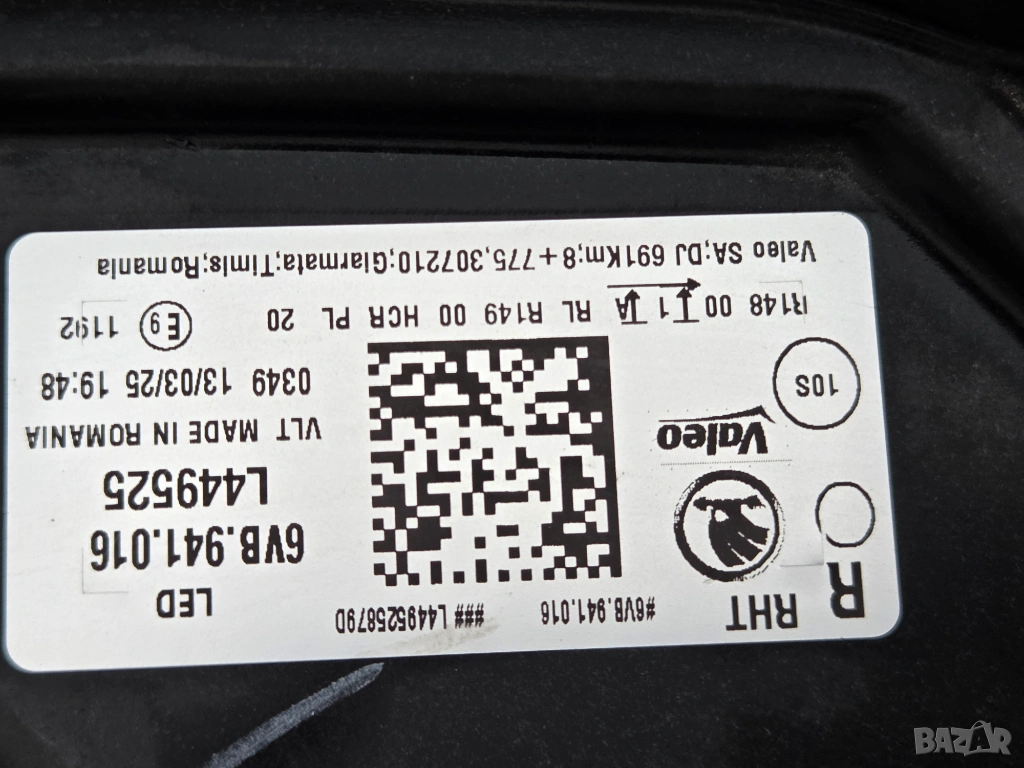 R RHT
#6VB.941.016 ### L449525879D
LED
6VB.941.016
L449525
Valeo
VLT MADE IN ROMANIA
10S
0349 13/03/25 19:48
R148 00 1 1A RL R149 00 HCR PL 20
E9 1192
Valeo SA;DJ 691Km;8+775,307210;Giarmata;Timis;Romania
BAZAR